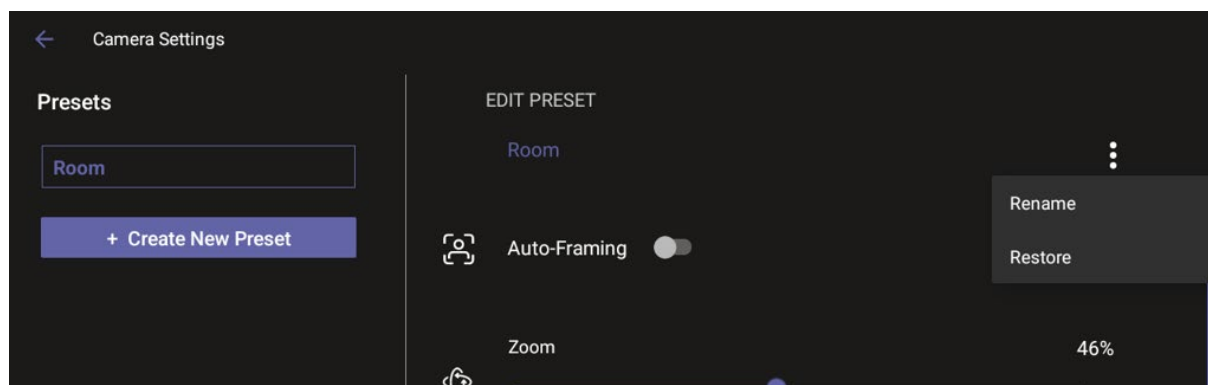 Camera Settings
Presets
Room
+ Create New Preset
EDIT PRESET
Room
Rename
Restore
Auto-Framing
Zoom
46%